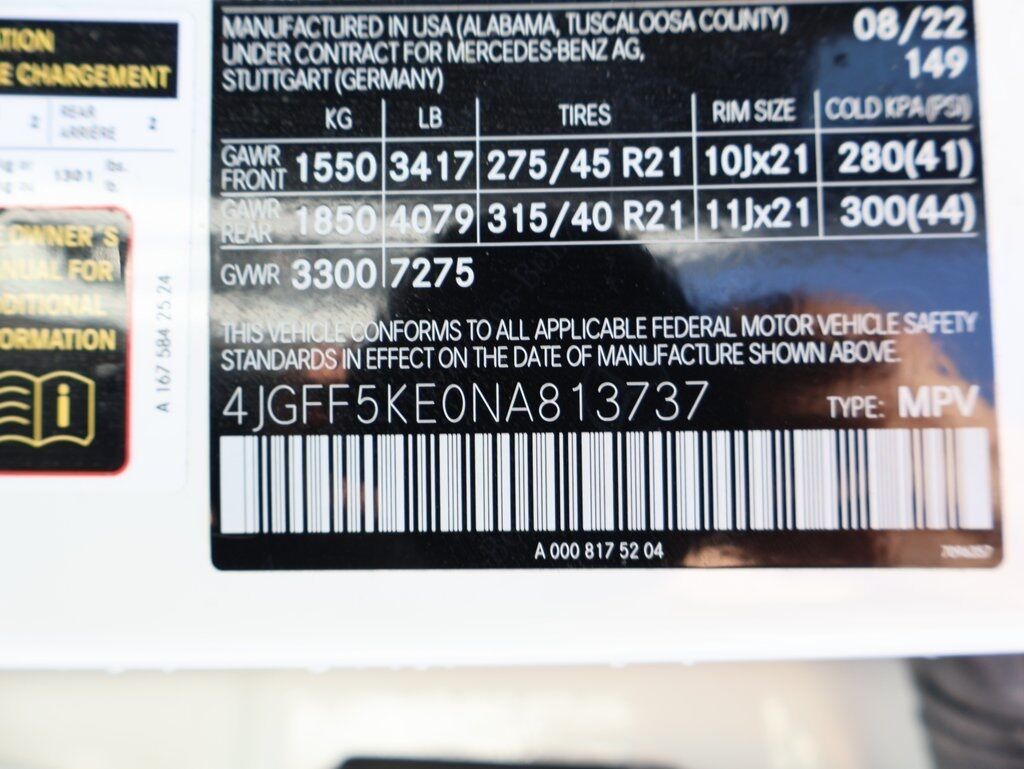 ATION
E CHARGEMENT
2
REAR
ARRIÈRE
2
1301
lbs.
OWNER'S
ANUAL FOR
DITIONAL
ORMATION
A 167 584 25 24
MANUFACTURED IN USA (ALABAMA, TUSCALOOSA COUNTY)
UNDER CONTRACT FOR MERCEDES-BENZ AG,
STUTTGART (GERMANY)
08/22
149
KG LB TIRES RIM SIZE COLD KPA(PSI)
GAWR FRONT 1550 3417 275/45 R21 10Jx21 280(41)
GAWR REAR 1850 4079 315/40 R21 11Jx21 300(44)
GVWR 3300 7275
THIS VEHICLE CONFORMS TO ALL APPLICABLE FEDERAL MOTOR VEHICLE SAFETY
STANDARDS IN EFFECT ON THE DATE OF MANUFACTURE SHOWN ABOVE.
4JGFF5KE0NA813737 TYPE: MPV
A 000 817 52 04